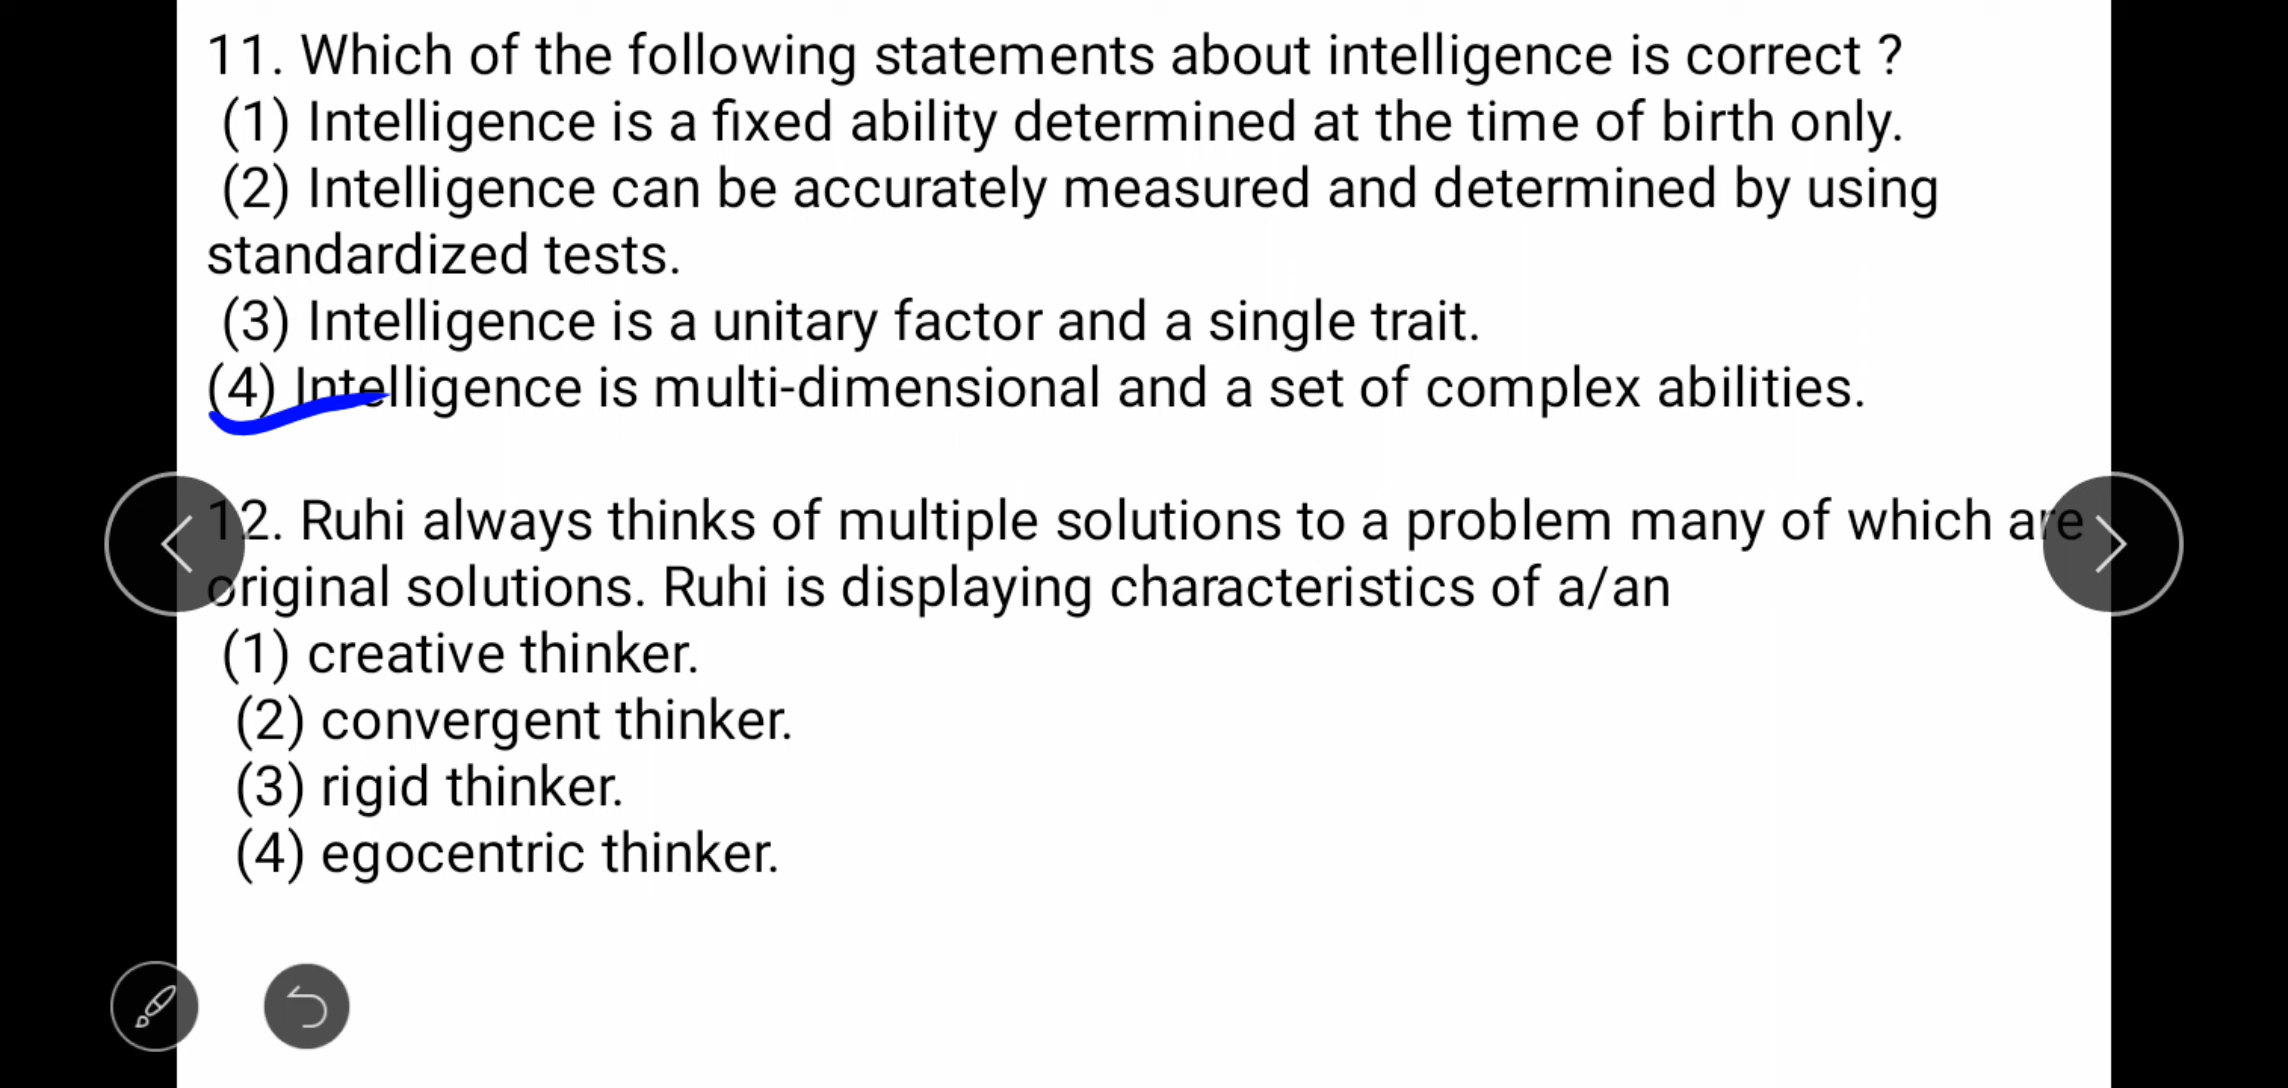 11. Which of the following statements about intelligence is correct ?
(1) Intelligence is a fixed ability determined at the time of birth only.
(2) Intelligence can be accurately measured and determined by using
standardized tests.
(3) Intelligence is a unitary factor and a single trait.
(4) Intelligence is multi-dimensional and a set of complex abilities.
12. Ruhi always thinks of multiple solutions to a problem many of which are
original solutions. Ruhi is displaying characteristics of a/an
(1) creative thinker.
(2) convergent thinker.
(3) rigid thinker.
(4) egocentric thinker.